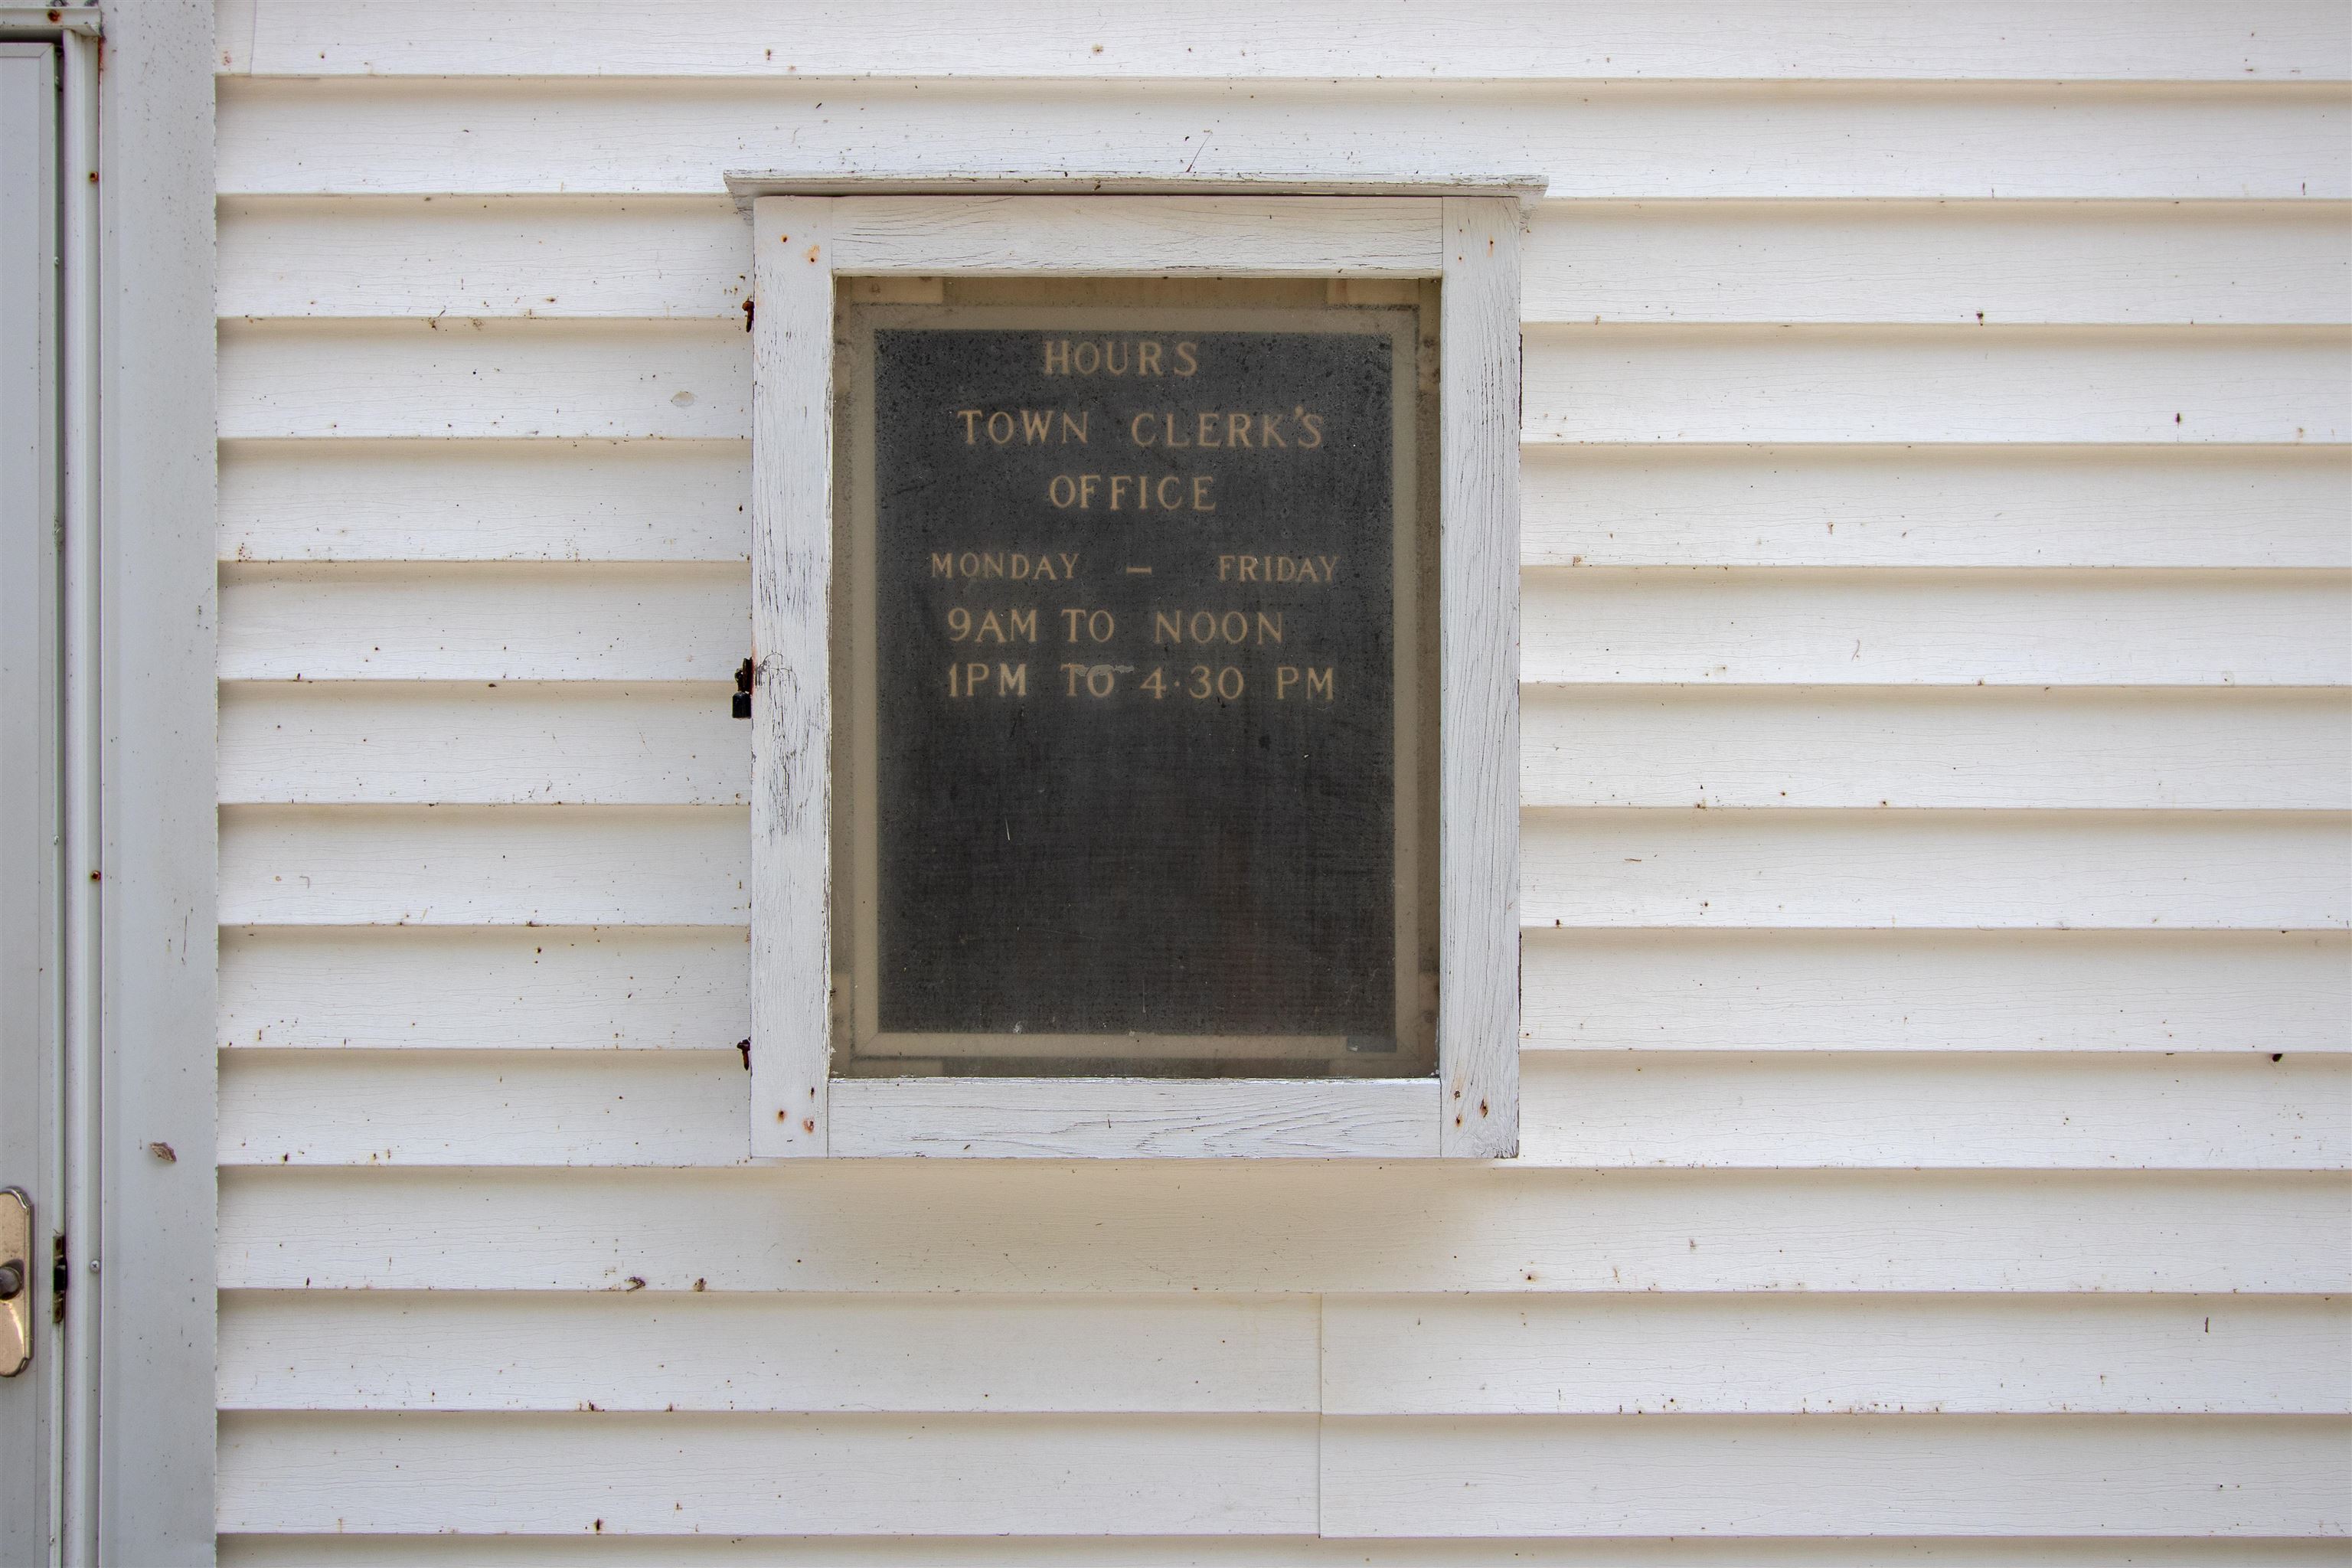 HOURS
TOWN CLERK'S
OFFICE
MONDAY – FRIDAY
9AM TO NOON
1PM TO 4·30 PM